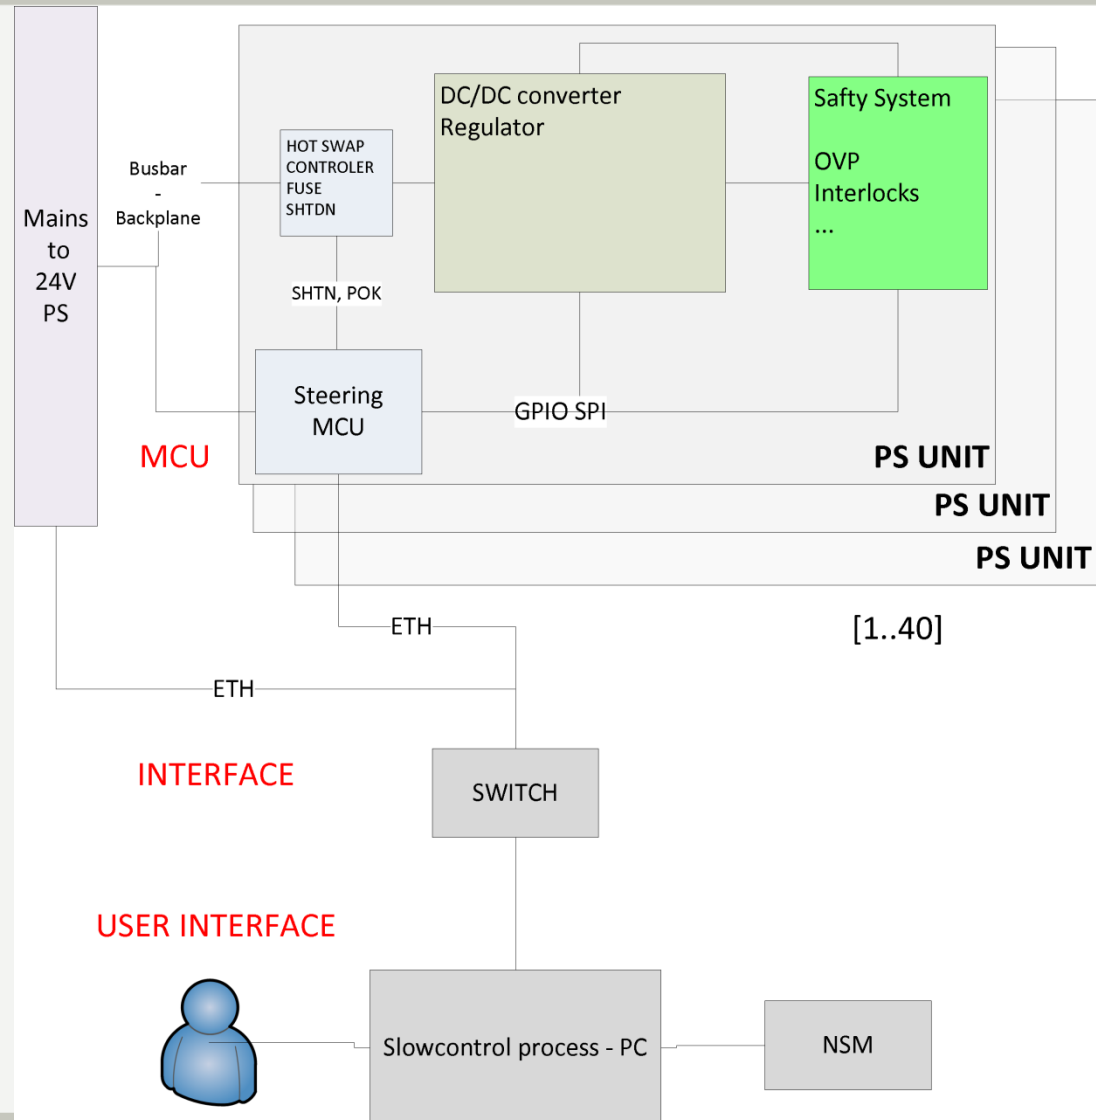 Mains
to
24V
PS
Busbar
-
Backplane
HOT SWAP
CONTROLER
FUSE
SHTDN
DC/DC converter
Regulator
Safty System
OVP
Interlocks
...
SHTN, POK
Steering
MCU
GPIO SPI
MCU
PS UNIT
PS UNIT
PS UNIT
[1..40]
ETH
ETH
INTERFACE
SWITCH
USER INTERFACE
Slowcontrol process - PC
NSM